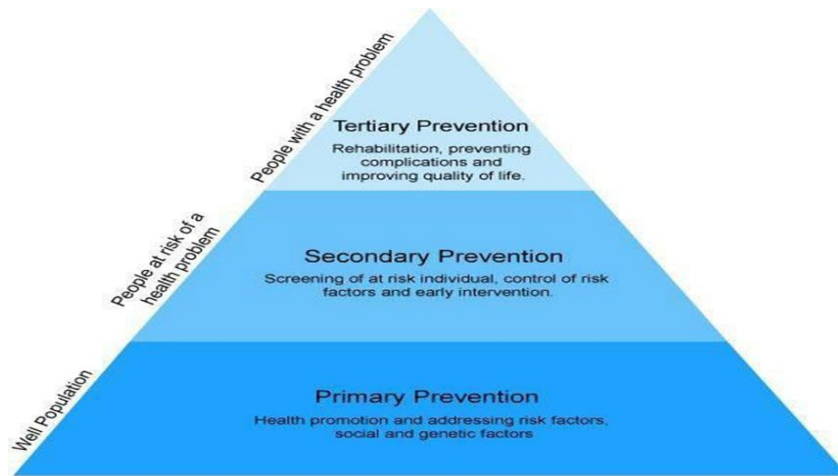 People with a health problem
Tertiary Prevention
Rehabilitation, preventing
complications and
improving quality of life.
People at risk of a
health problem
Secondary Prevention
Screening of at risk individual, control of risk
factors and early intervention.
Well Population
Primary Prevention
Health promotion and addressing risk factors,
social and genetic factors